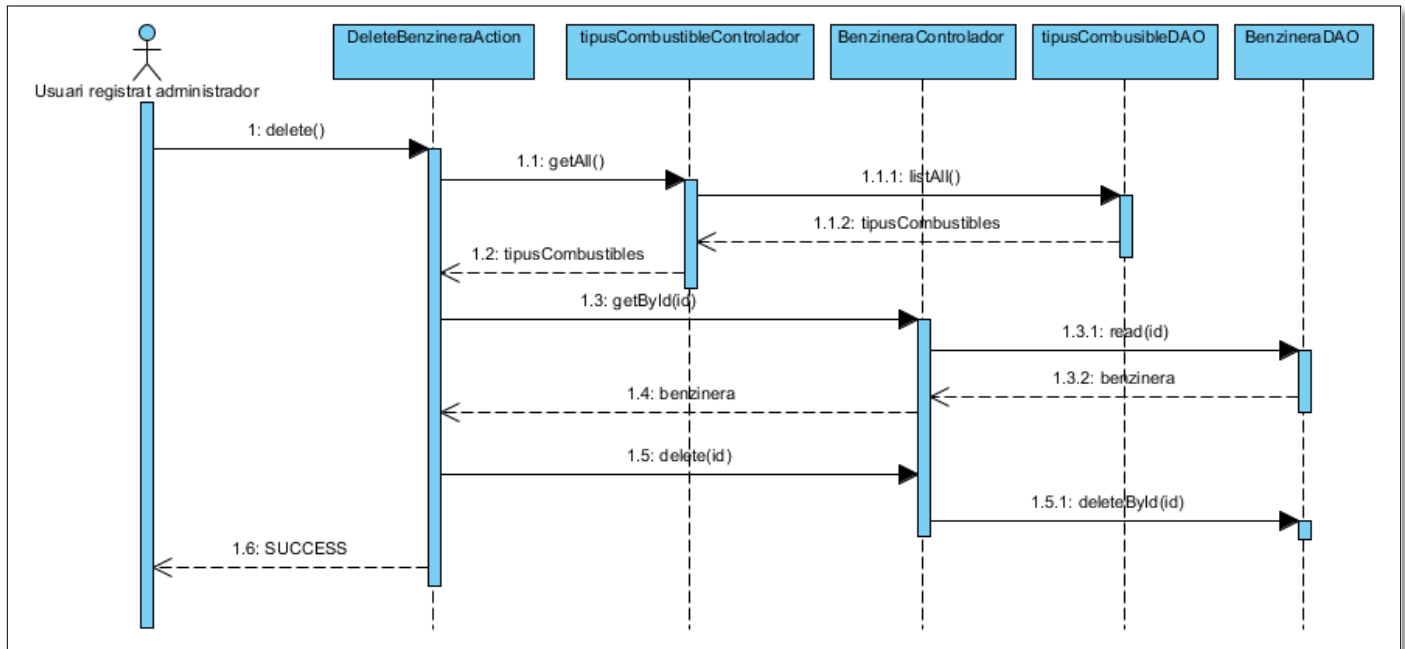 DeleteBenzineraAction
tipusCombustibleControlador
BenzineraControlador
tipusCombusibleDAO
BenzineraDAO
Usuari registrat administrador
1: delete()
1.1: getAll()
1.1.1: listAll()
1.1.2: tipusCombustibles
1.2: tipusCombustibles
1.3: getById(id)
1.3.1: read(id)
1.3.2: benzinera
1.4: benzinera
1.5: delete(id)
1.5.1: deleteById(id)
1.6: SUCCESS